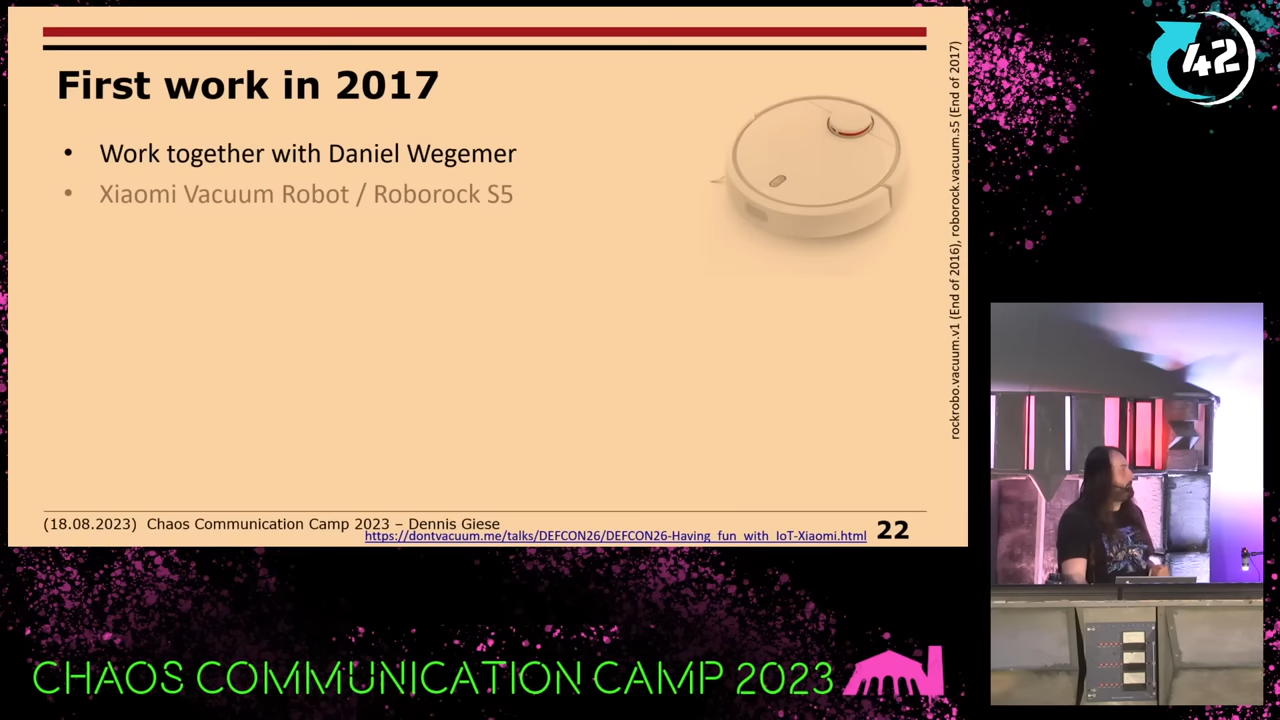 First work in 2017
• Work together with Daniel Wegemer
• Xiaomi Vacuum Robot / Roborock S5
rockrobo.vacuum.v1 (End of 2016), roborock.vacuum.s5 (End of 2017)
(18.08.2023) Chaos Communication Camp 2023 – Dennis Giese
https://dontvacuum.me/talks/DEFCON26/DEFCON26-Having_fun_with_IoT-Xiaomi.html
22
42
CHAOS COMMUNICATION CAMP 2023